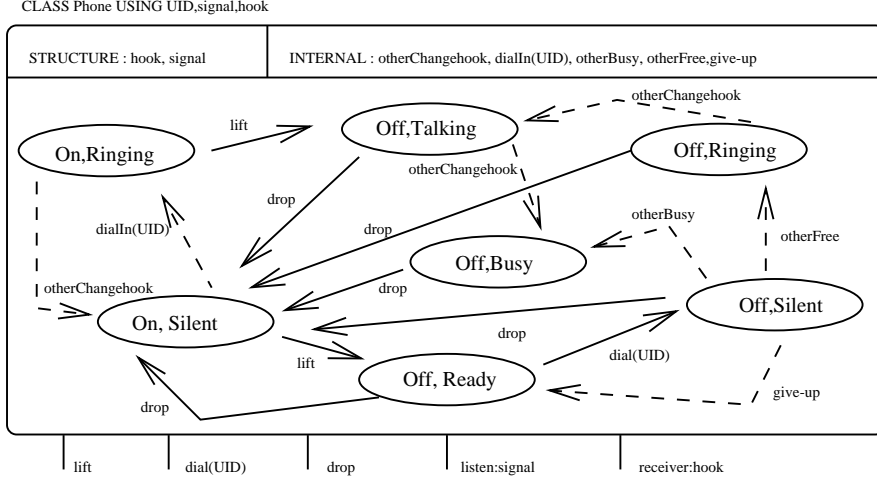 CLASS Phone USING UID,signal,hook
STRUCTURE : hook, signal
INTERNAL : otherChangehook, dialIn(UID), otherBusy, otherFree,give-up
otherChangehook
lift
Off,Talking
On,Ringing
Off,Ringing
otherChangehook
drop
otherBusy
dialIn(UID)
drop
otherFree
Off,Busy
otherChangehook
drop
Off,Silent
On, Silent
drop
lift
dial(UID)
Off, Ready
give-up
drop
lift
dial(UID)
drop
listen:signal
receiver:hook